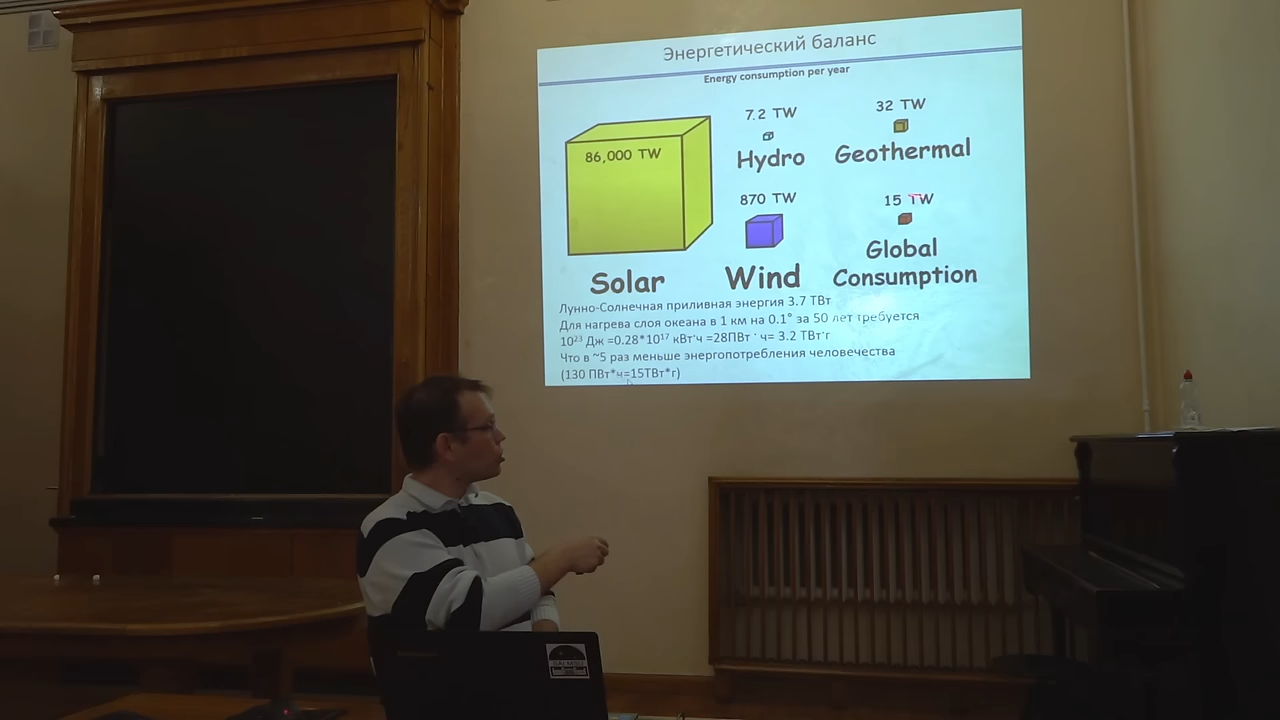 Энергетический баланс
Energy consumption per year
86,000 TW
Solar
7.2 TW
Hydro
32 TW
Geothermal
870 TW
Wind
15 TW
Global
Consumption
Лунно-Солнечная приливная энергия 3.7 ТВт
Для нагрева слоя океана в 1 км на 0.1° за 50 лет требуется
10²³ Дж =0.28*10¹⁷ кВт·ч =28ПВт · ч= 3.2 ТВт·г
Что в ~5 раз меньше энергопотребления человечества
(130 ПВт*ч=15ТВт*г)